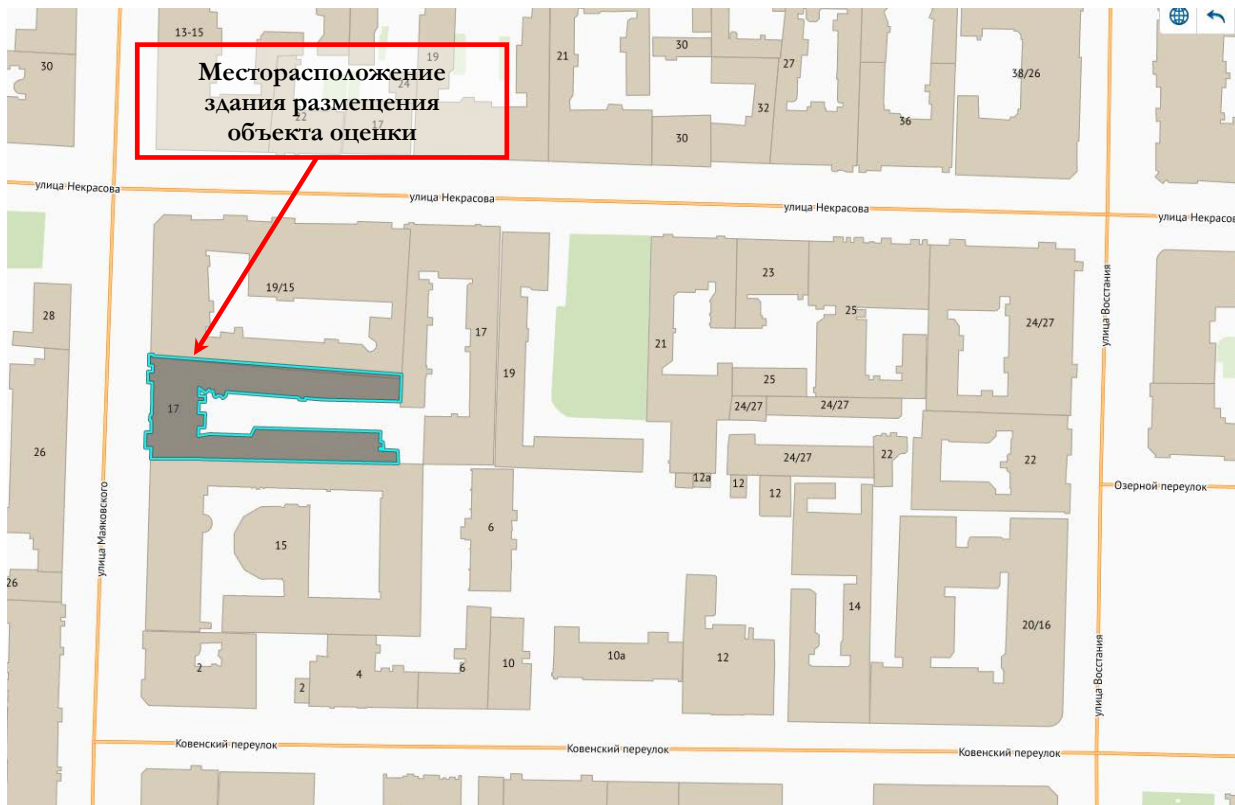 13-15
30
19
24
22
17
21
30
27
32
30
36
38/26
Месторасположение
здания размещения
объекта оценки
улица Некрасова
улица Некрасова
улица Некрасова
улица Некрасов
28
26
26
улица Маяковского
19/15
17
17
19
21
23
25
25
24/27
24/27
24/27
24/27
22
22
улица Восстания
Озерной переулок
12а
12
12
15
6
14
20/16
2
2
4
6
10
10а
12
улица Восстания
Ковенский переулок
Ковенский переулок
Ковенский переулок